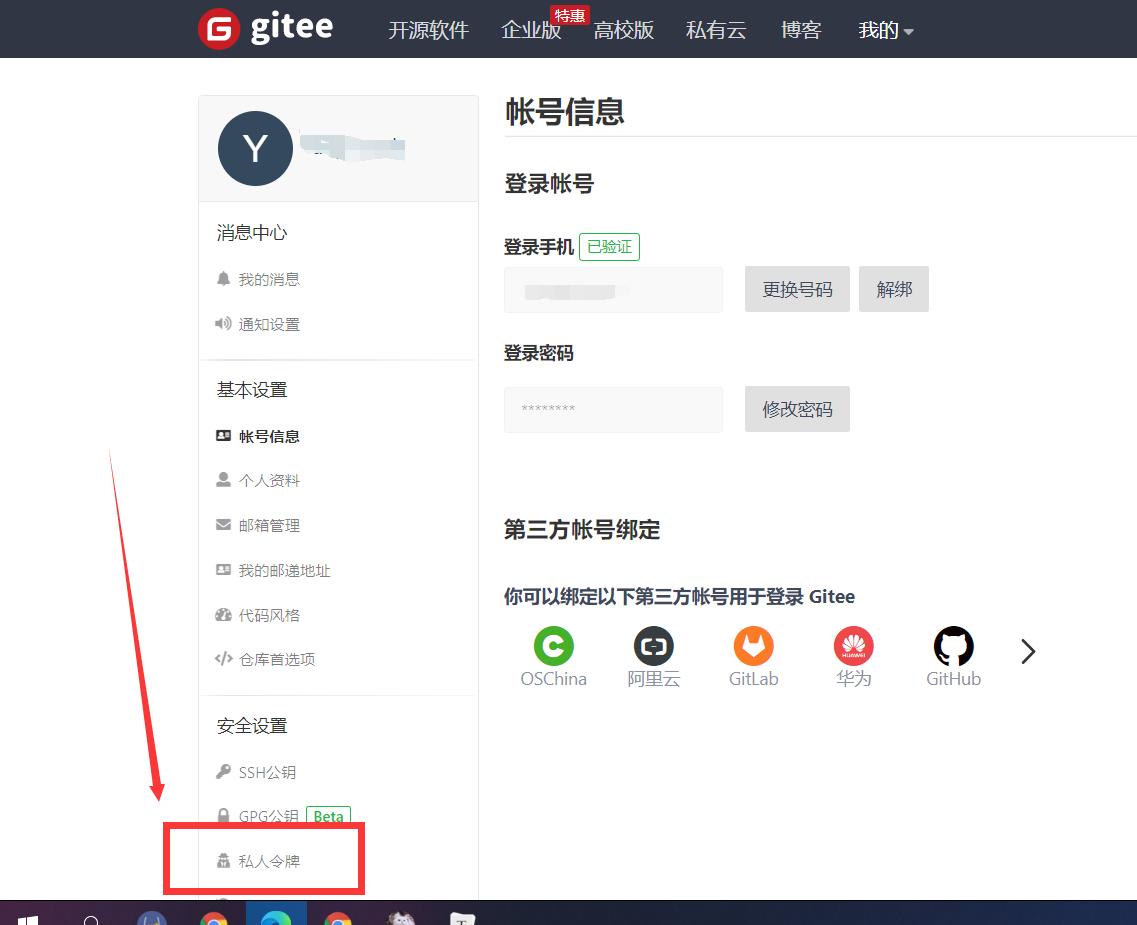 gitee 开源软件 企业版 特惠 高校版 私有云 博客 我的
Y
消息中心
我的消息
通知设置
基本设置
帐号信息
个人资料
邮箱管理
我的邮递地址
代码风格
仓库首选项
安全设置
SSH公钥
GPG公钥 Beta
私人令牌
帐号信息
登录帐号
登录手机 已验证
更换号码 解绑
登录密码
******** 修改密码
第三方帐号绑定
你可以绑定以下第三方帐号用于登录 Gitee
HUAWEI
OSChina 阿里云 GitLab 华为 GitHub
T